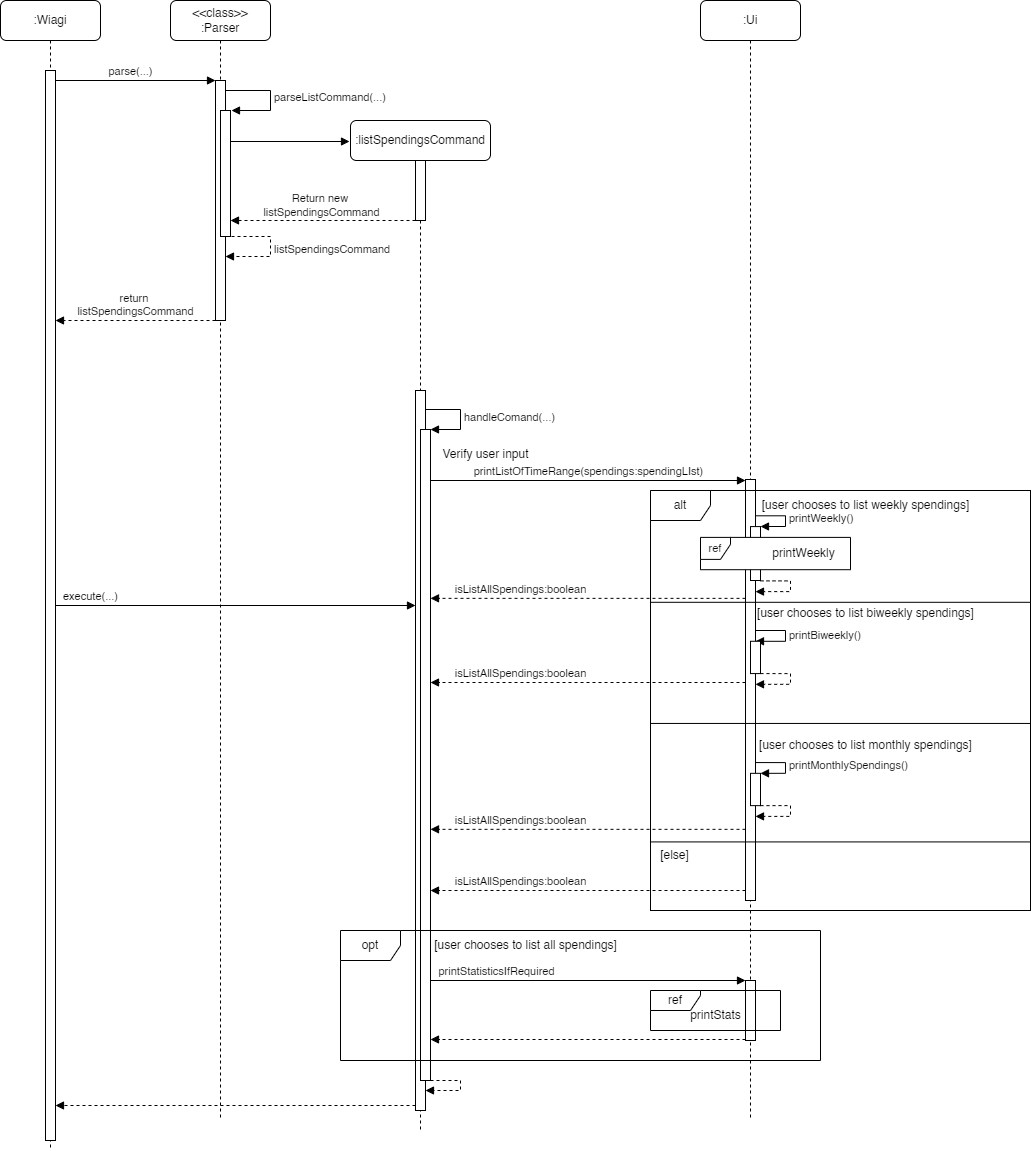 :Wiagi
<<class>>
:Parser
:Ui
parse(...)
parseListCommand(...)
:listSpendingsCommand
Return new
listSpendingsCommand
listSpendingsCommand
return
listSpendingsCommand
handleComand(...)
Verify user input
printListOfTimeRange(spendings:spendingLIst)
alt
[user chooses to list weekly spendings]
printWeekly()
ref
printWeekly
isListAllSpendings:boolean
execute(...)
[user chooses to list biweekly spendings]
printBiweekly()
isListAllSpendings:boolean
[user chooses to list monthly spendings]
printMonthlySpendings()
isListAllSpendings:boolean
[else]
isListAllSpendings:boolean
opt
[user chooses to list all spendings]
printStatisticsIfRequired
ref
printStats